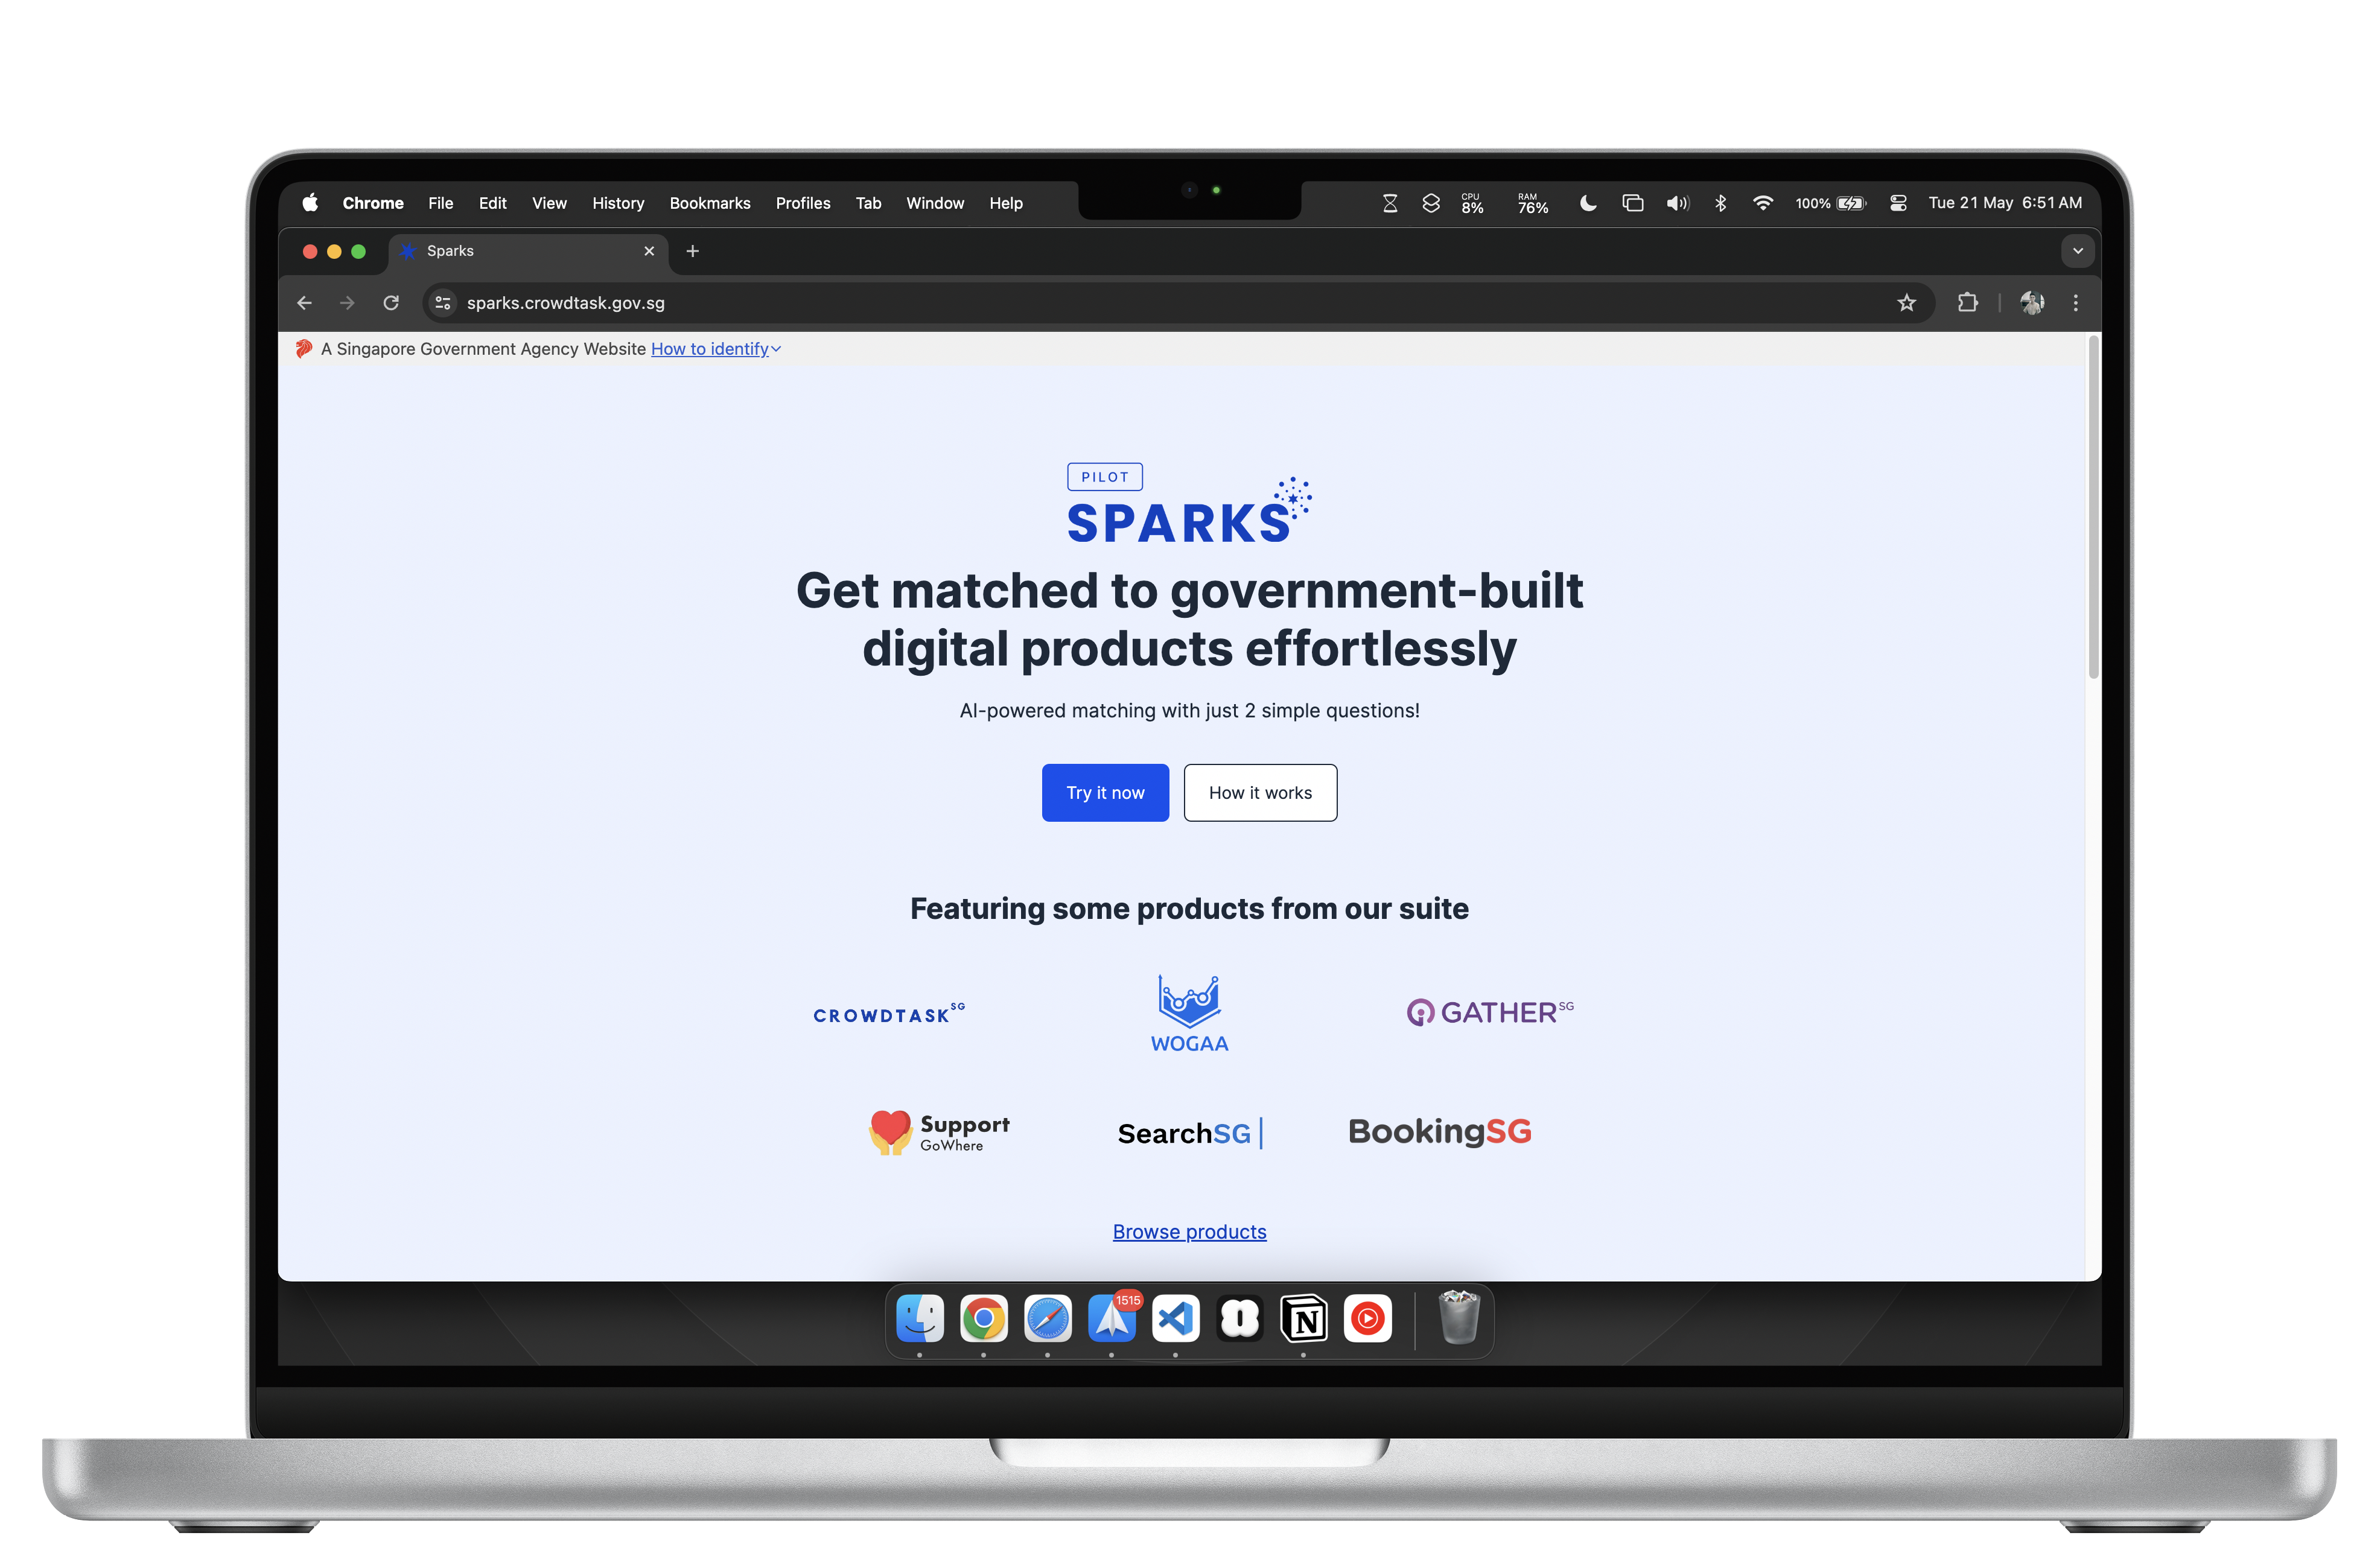 Chrome File Edit View History Bookmarks Profiles Tab Window Help CPU 8% RAM 76% 100% Tue 21 May 6:51 AM
Sparks
sparks.crowdtask.gov.sg
A Singapore Government Agency Website How to identify
PILOT
SPARKS
Get matched to government-built
digital products effortlessly
AI-powered matching with just 2 simple questions!
Try it now How it works
Featuring some products from our suite
CROWDTASK SG
WOGAA
GATHER SG
Support
GoWhere
SearchSG
BookingSG
Browse products
1515
N